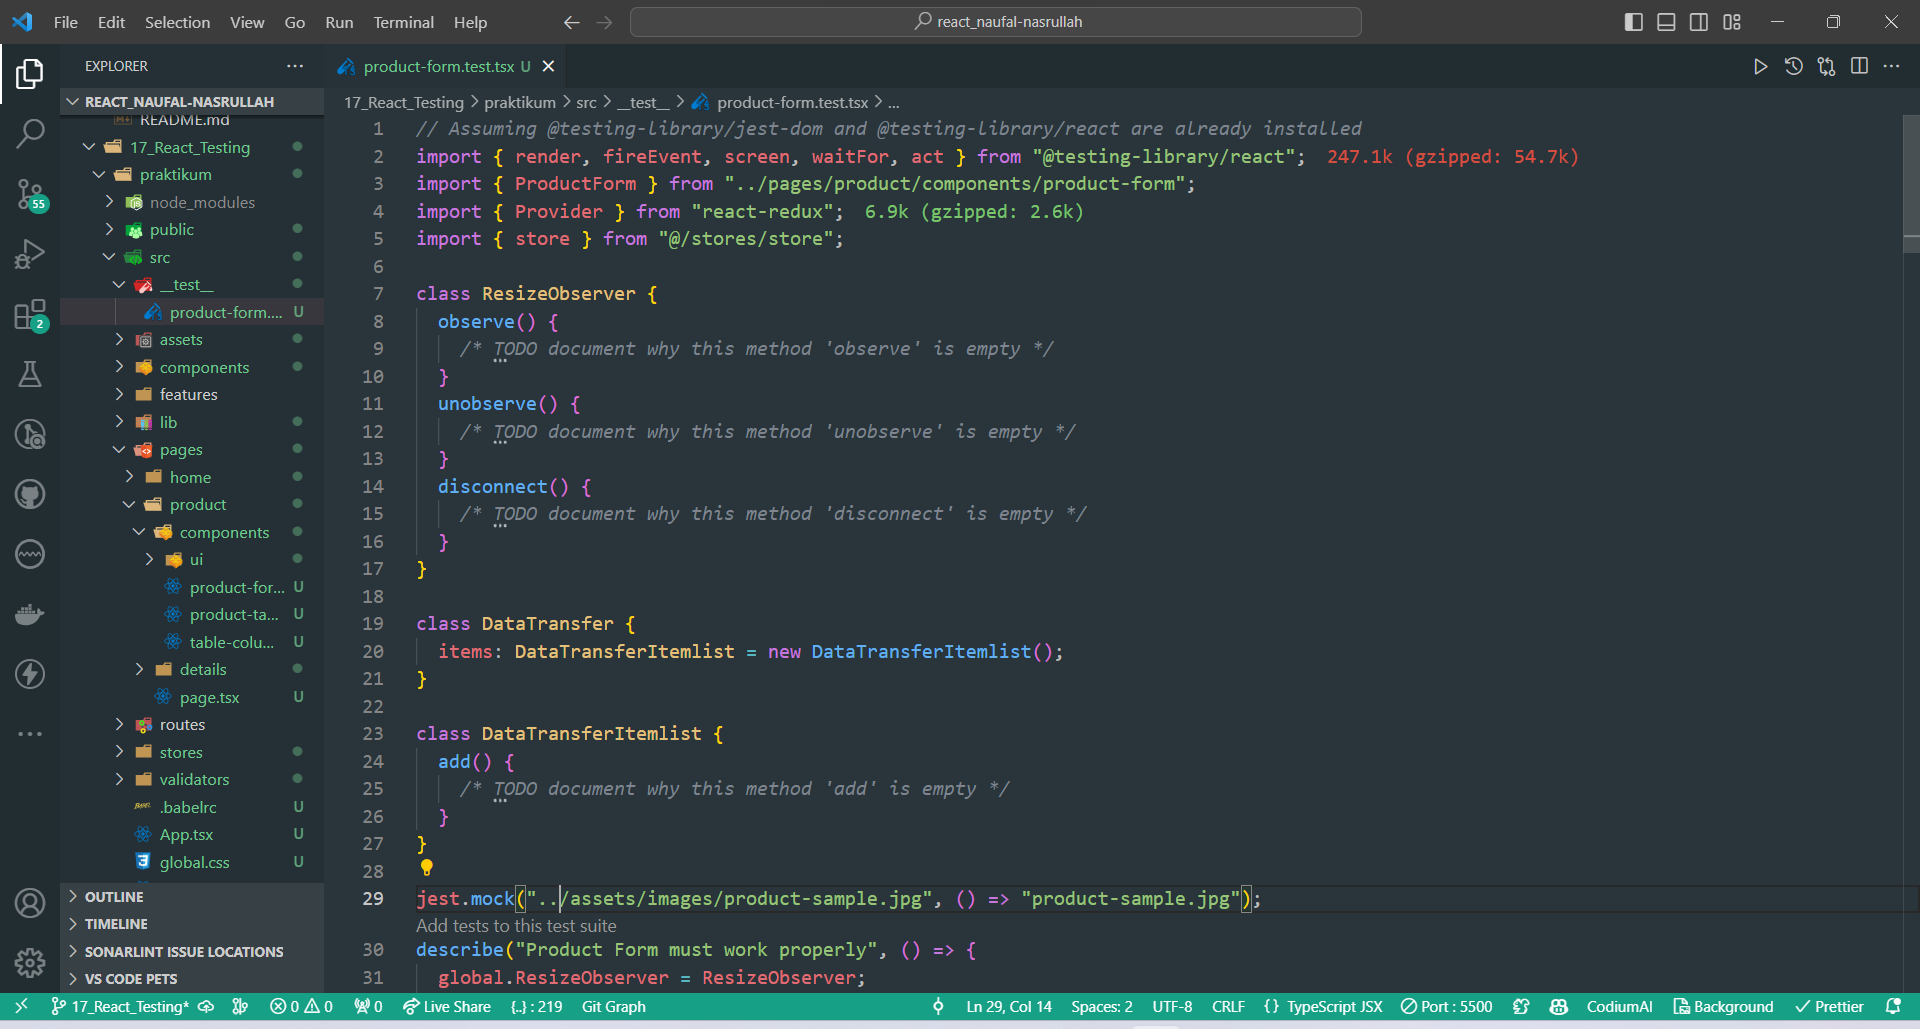 File Edit Selection View Go Run Terminal Help
react_naufal-nasrullah
EXPLORER
REACT_NAUFAL-NASRULLAH
README.md
17_React_Testing
praktikum
node_modules
public
src
__test__
product-form.... U
assets
components
features
lib
pages
home
product
components
ui
product-for... U
product-ta... U
table-colu... U
details
page.tsx U
routes
stores
validators
.babelrc U
App.tsx U
global.css U
OUTLINE
TIMELINE
SONARLINT ISSUE LOCATIONS
VS CODE PETS
55
2
product-form.test.tsx U
17_React_Testing > praktikum > src > __test__ > product-form.test.tsx > ...
1 // Assuming @testing-library/jest-dom and @testing-library/react are already installed
2 import { render, fireEvent, screen, waitFor, act } from "@testing-library/react"; 247.1k (gzipped: 54.7k)
3 import { ProductForm } from "../pages/product/components/product-form";
4 import { Provider } from "react-redux"; 6.9k (gzipped: 2.6k)
5 import { store } from "@/stores/store";
6
7 class ResizeObserver {
8 observe() {
9 /* TODO document why this method 'observe' is empty */
10 }
11 unobserve() {
12 /* TODO document why this method 'unobserve' is empty */
13 }
14 disconnect() {
15 /* TODO document why this method 'disconnect' is empty */
16 }
17 }
18
19 class DataTransfer {
20 items: DataTransferItemlist = new DataTransferItemlist();
21 }
22
23 class DataTransferItemlist {
24 add() {
25 /* TODO document why this method 'add' is empty */
26 }
27 }
28
29 jest.mock("../assets/images/product-sample.jpg", () => "product-sample.jpg");
Add tests to this test suite
30 describe("Product Form must work properly", () => {
31 global.ResizeObserver = ResizeObserver;
17_React_Testing* 0 0 0 Live Share {..} : 219 Git Graph Ln 29, Col 14 Spaces: 2 UTF-8 CRLF {} TypeScript JSX Port : 5500 CodiumAI Background Prettier